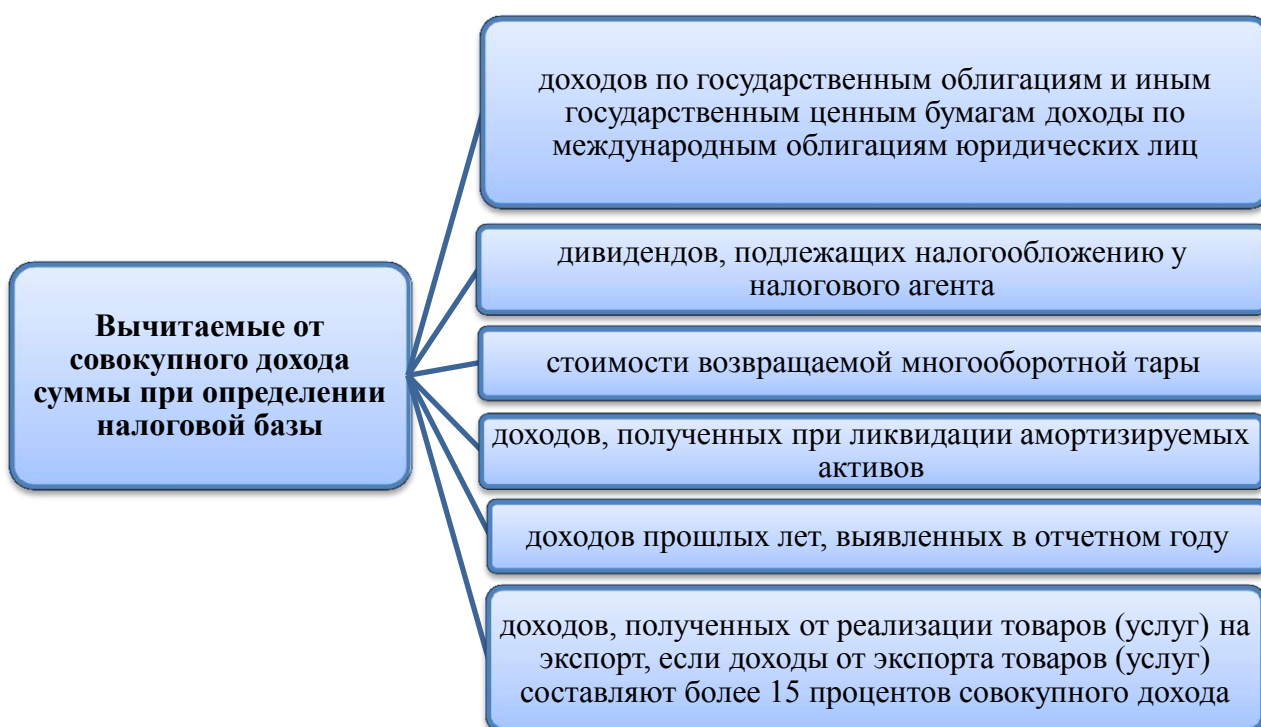 Вычитаемые от
совокупного дохода
суммы при определении
налоговой базы
доходов по государственным облигациям и иным
государственным ценным бумагам доходы по
международным облигациям юридических лиц
дивидендов, подлежащих налогообложению у
налогового агента
стоимости возвращаемой многооборотной тары
доходов, полученных при ликвидации амортизируемых
активов
доходов прошлых лет, выявленных в отчетном году
доходов, полученных от реализации товаров (услуг) на
экспорт, если доходы от экспорта товаров (услуг)
составляют более 15 процентов совокупного дохода